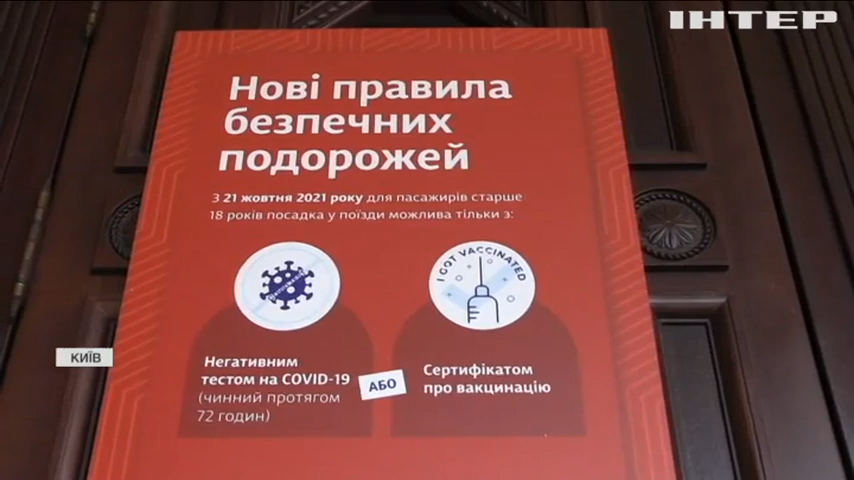 ІНТЕР
Нові правила
безпечних
подорожей
З 21 жовтня 2021 року для пасажирів старше
18 років посадка у поїзди можлива тільки з:
I GOT VACCINATED
Негативним
тестом на COVID-19
(чинний протягом
72 годин)
АБО
Сертифікатом
про вакцинацію
КИЇВ